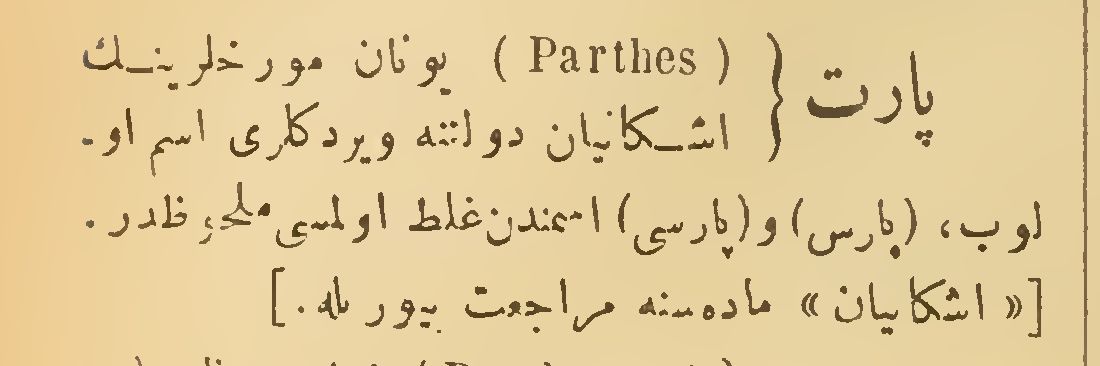 پارت { (Parthes) یونان مورخلرینك
اشکانیان دولتنه ویردکلری اسم او-
لوب، (پارس) و (پارسی) اسمندن غلط اولمسی ملحوظدر.
[« اشکانیان » ماده‌سنه مراجعت بیوریله.]